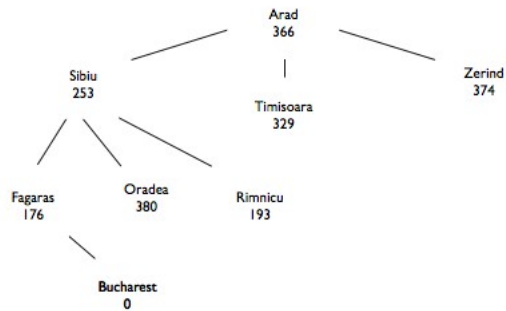 Arad
366
Sibiu
253
Timisoara
329
Zerind
374
Fagaras
176
Oradea
380
Rimnicu
193
Bucharest
0